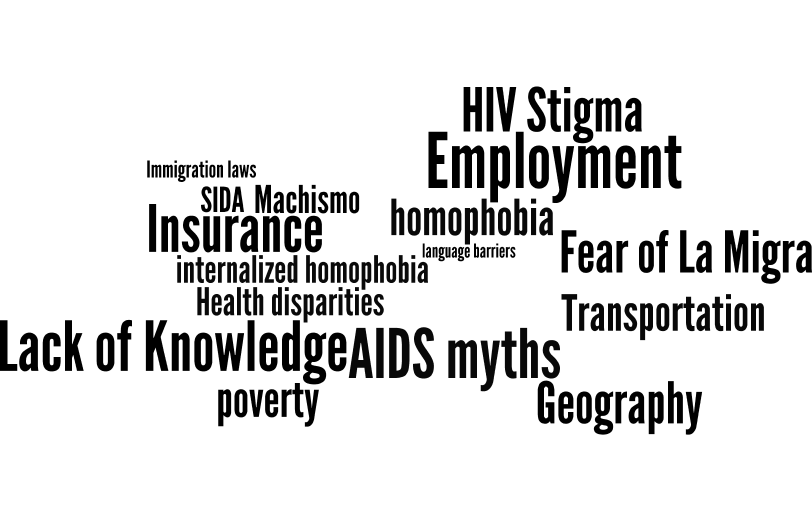 HIV Stigma
Employment
Immigration laws
SIDA Machismo
Insurance
homophobia
language barriers
Fear of La Migra
internalized homophobia
Health disparities
Transportation
Lack of Knowledge
AIDS myths
poverty
Geography